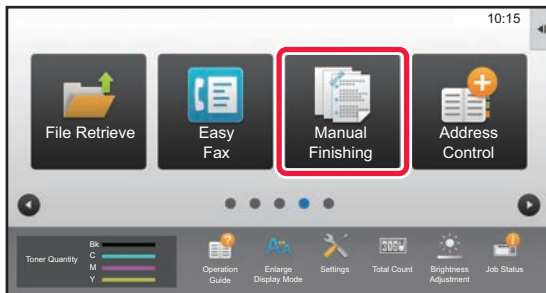 10:15
File Retrieve
Easy
Fax
Manual
Finishing
Address
Control
Toner Quantity
Bk
C
M
Y
Operation
Guide
Enlarge
Display Mode
Settings
Total Count
Brightness
Adjustment
Job Status